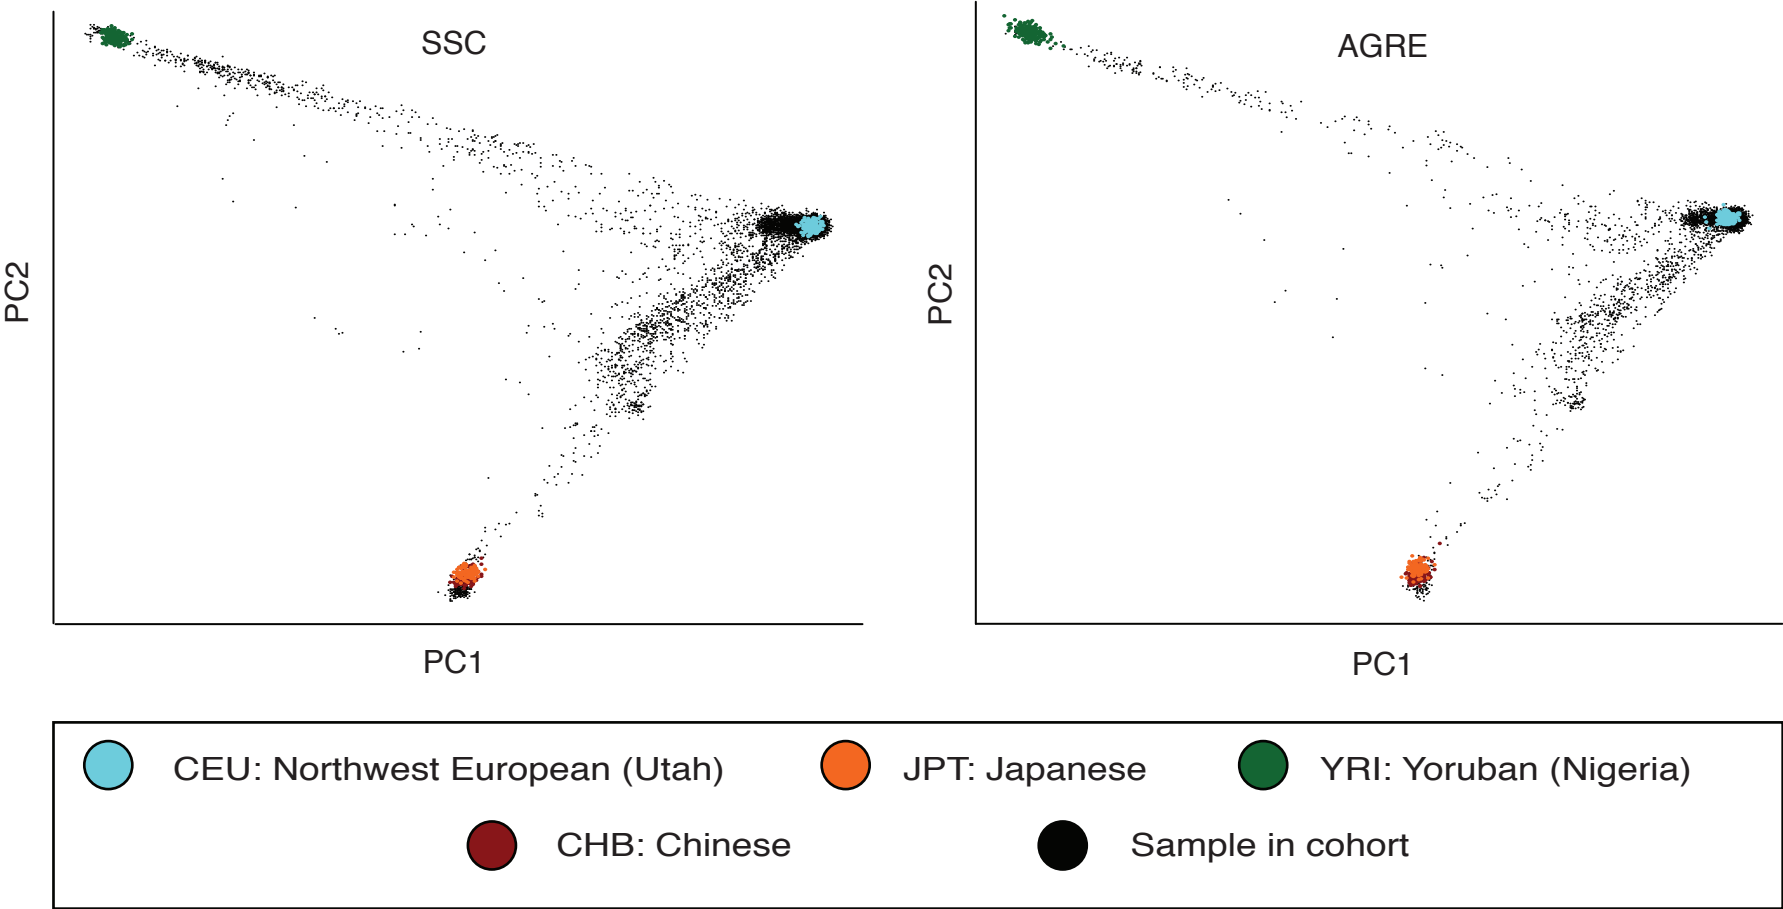 SSC
AGRE
PC2
PC2
PC1
PC1
CEU: Northwest European (Utah)
JPT: Japanese
YRI: Yoruban (Nigeria)
CHB: Chinese
Sample in cohort